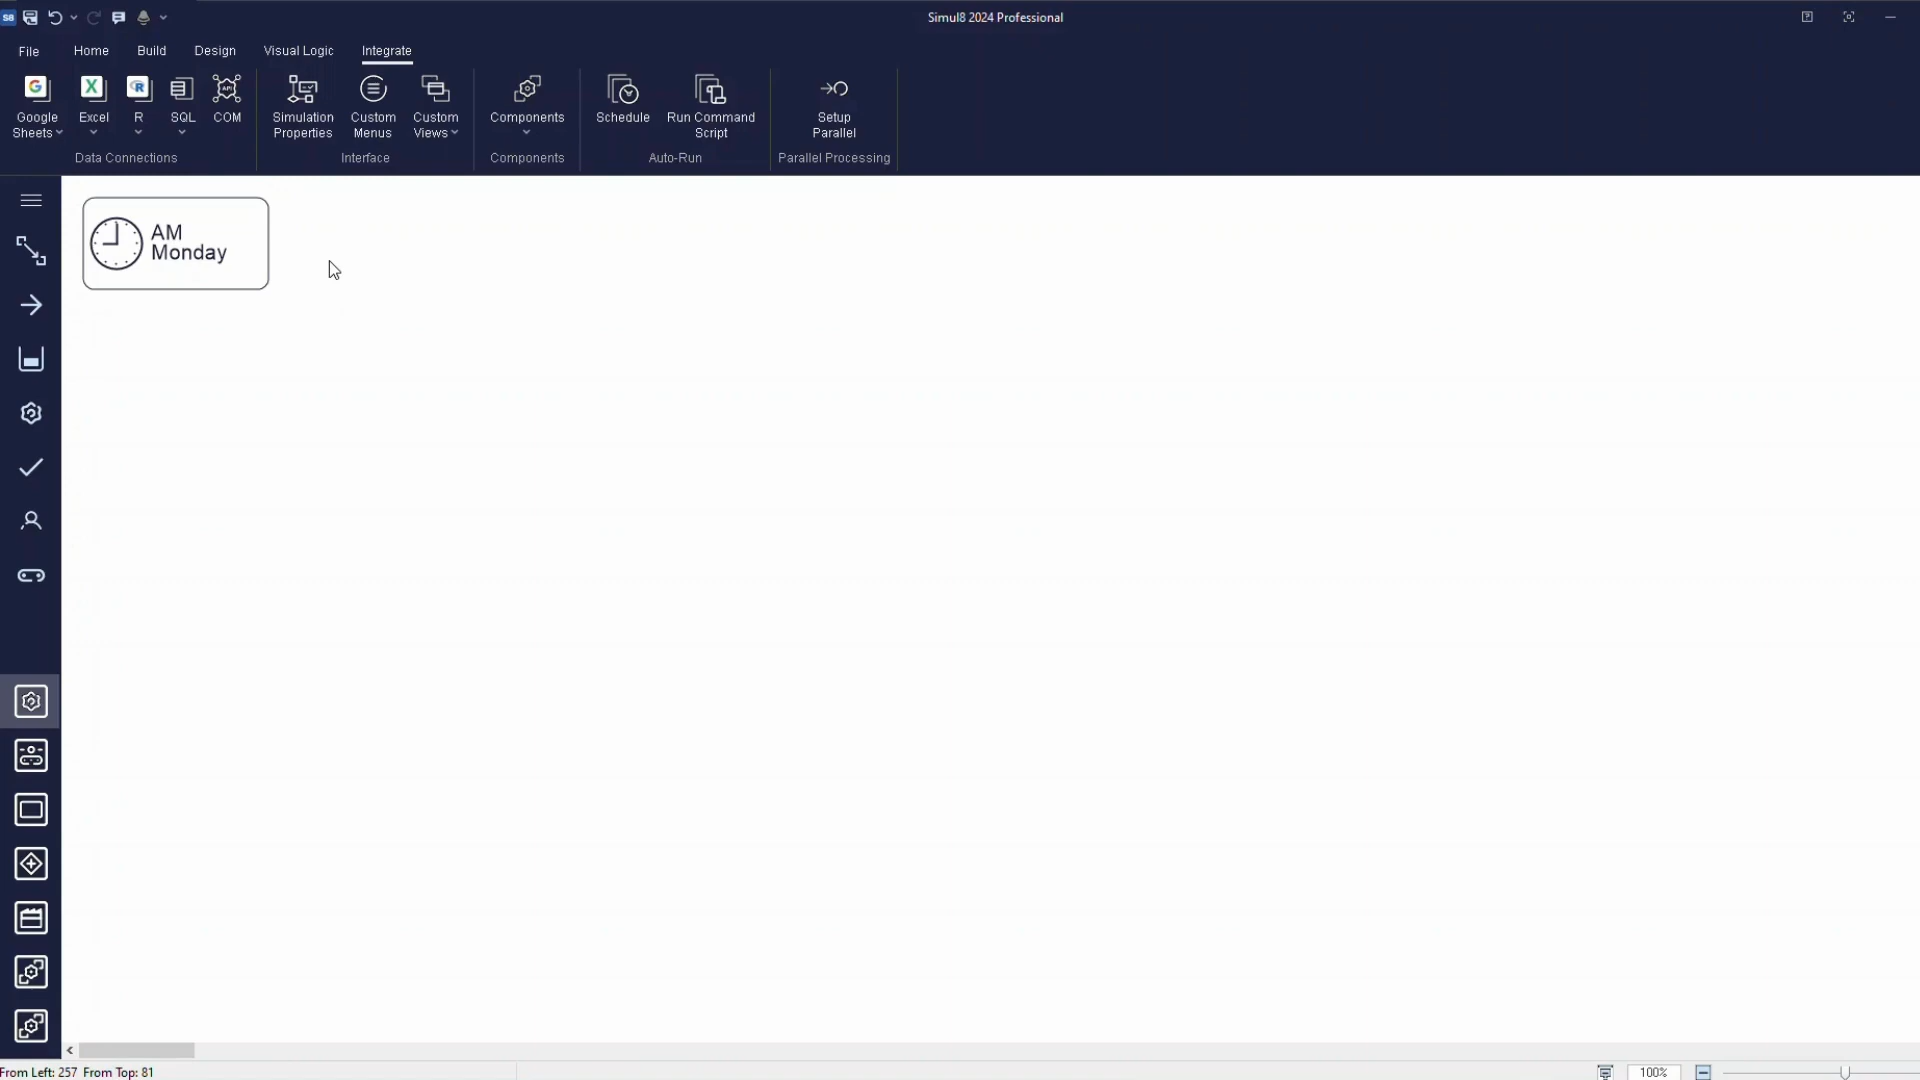 S8
Simul8 2024 Professional
File
Home
Build
Design
Visual Logic
Integrate
G
Google
Sheets
X
Excel
R
R
SQL
API
COM
Data Connections
Simulation
Properties
Custom
Menus
Custom
Views
Interface
Components
Components
Schedule
Run Command
Script
Auto-Run
Setup
Parallel
Parallel Processing
AM
Monday
From Left: 257 From Top: 81
100%